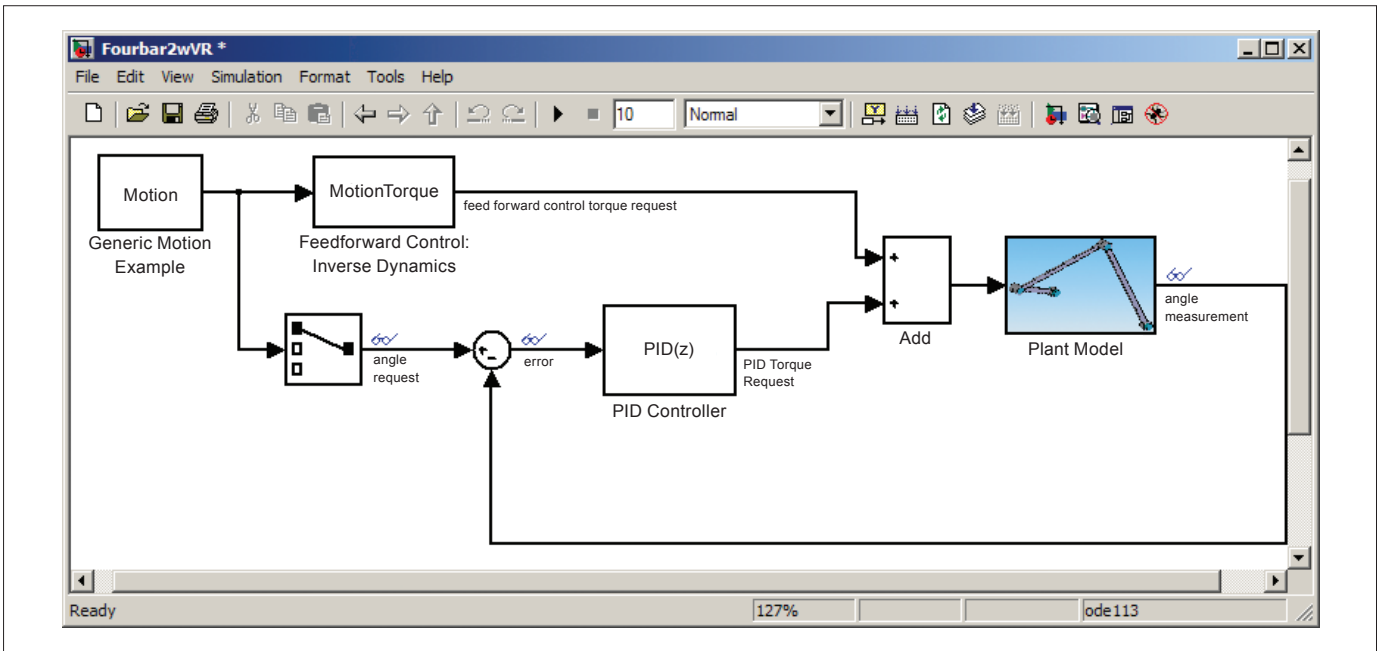 Fourbar2wVR *
File Edit View Simulation Format Tools Help
10 Normal
Motion
Generic Motion
Example
MotionTorque
Feedforward Control:
Inverse Dynamics
feed forward control torque request
angle
request
+
-
error
PID(z)
PID Controller
PID Torque
Request
+
+
Add
Plant Model
angle
measurement
Ready 127% ode113